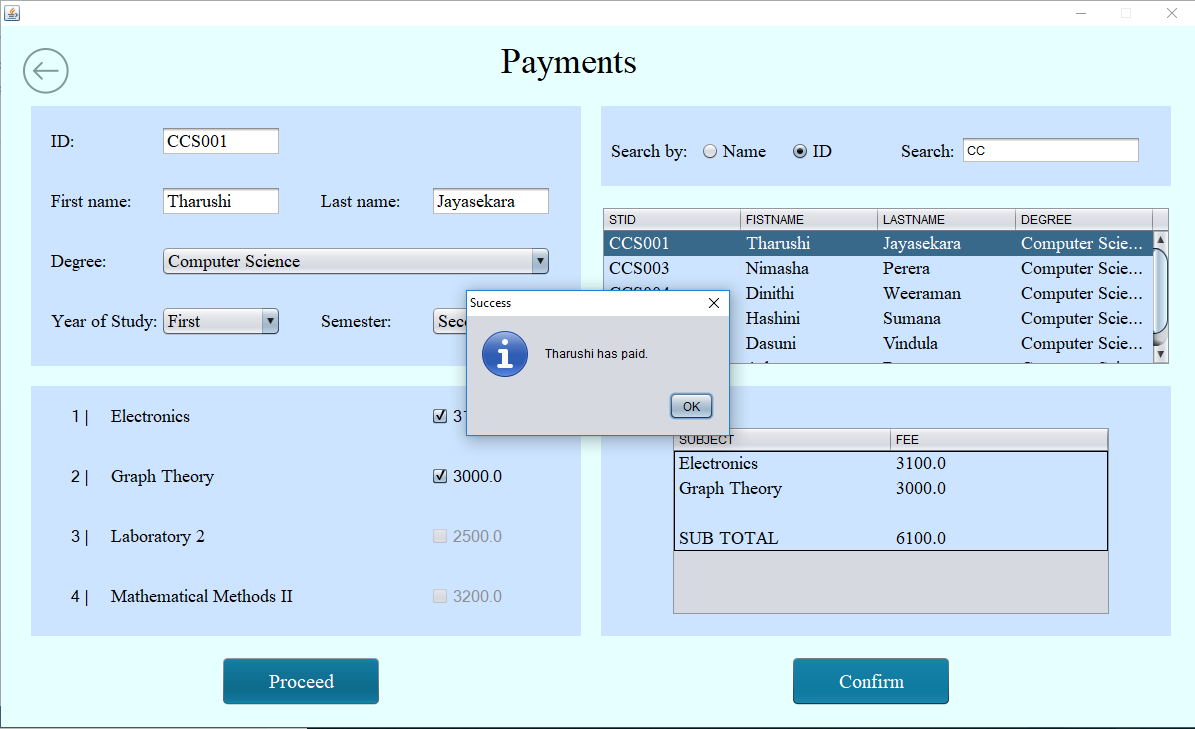 Payments
ID: CCS001
First name: Tharushi Last name: Jayasekara
Degree: Computer Science
Year of Study: First Semester:
Search by: Name ID Search: CC
STID FISTNAME LASTNAME DEGREE
CCS001 Tharushi Jayasekara Computer Scie...
CCS003 Nimasha Perera Computer Scie...
Dinithi Weeraman Computer Scie...
Hashini Sumana Computer Scie...
Dasuni Vindula Computer Scie...
Success
Tharushi has paid.
OK
1 | Electronics
2 | Graph Theory 3000.0
3 | Laboratory 2 2500.0
4 | Mathematical Methods II 3200.0
SUBJECT FEE
Electronics 3100.0
Graph Theory 3000.0
SUB TOTAL 6100.0
Proceed
Confirm